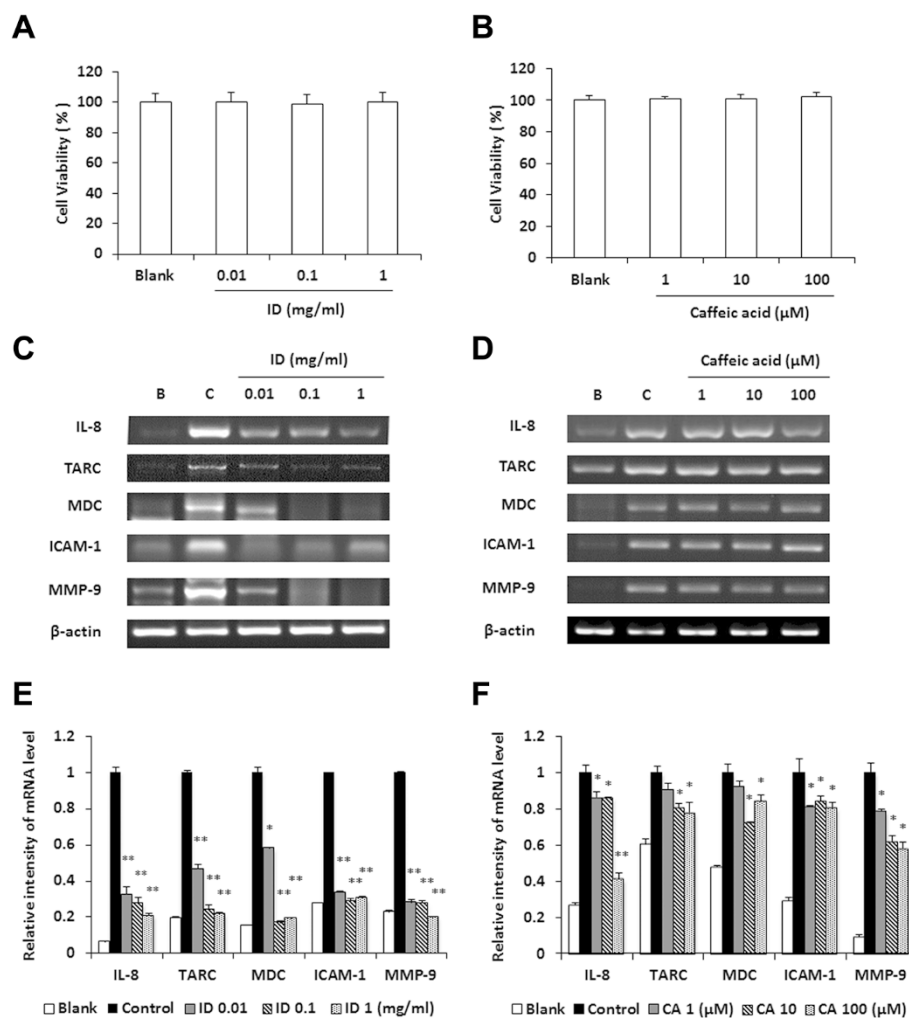 A
Cell Viability ( %)
120
100
80
60
40
20
0
Blank
0.01
0.1
1
ID (mg/ml)
B
Cell Viability ( %)
120
100
80
60
40
20
0
Blank
1
10
100
Caffeic acid (µM)
C
ID (mg/ml)
B C 0.01 0.1 1
IL-8
TARC
MDC
ICAM-1
MMP-9
β-actin
D
Caffeic acid (µM)
B C 1 10 100
IL-8
TARC
MDC
ICAM-1
MMP-9
β-actin
E
Relative intensity of mRNA level
1.2
1
0.8
0.6
0.4
0.2
0
** ** **
** ** **
* ** **
** ** **
** ** **
IL-8 TARC MDC ICAM-1 MMP-9
Blank Control ID 0.01 ID 0.1 ID 1 (mg/ml)
F
Relative intensity of mRNA level
1.2
1
0.8
0.6
0.4
0.2
0
* * **
* *
* *
* * *
* * *
IL-8 TARC MDC ICAM-1 MMP-9
Blank Control CA 1 (µM) CA 10 CA 100 (µM)